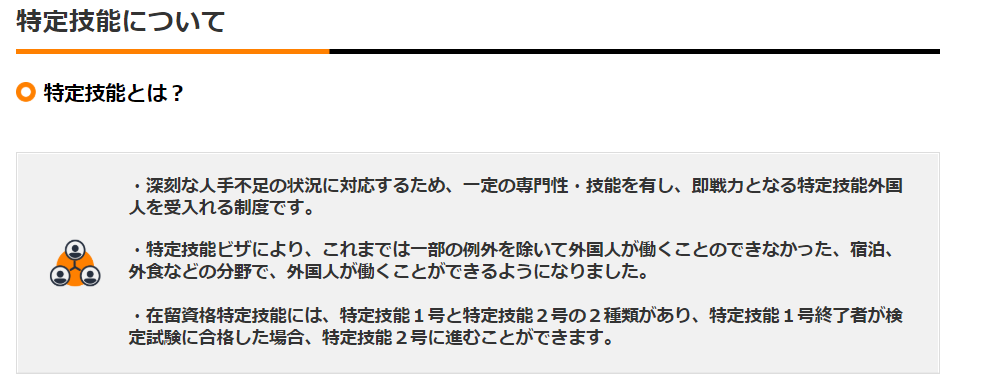 特定技能について
特定技能とは？
・深刻な人手不足の状況に対応するため、一定の専門性・技能を有し、即戦力となる特定技能外国
人を受入れる制度です。
・特定技能ビザにより、これまでは一部の例外を除いて外国人が働くことのできなかった、宿泊、
外食などの分野で、外国人が働くことができるようになりました。
・在留資格特定技能には、特定技能１号と特定技能２号の２種類があり、特定技能１号終了者が検
定試験に合格した場合、特定技能２号に進むことができます。